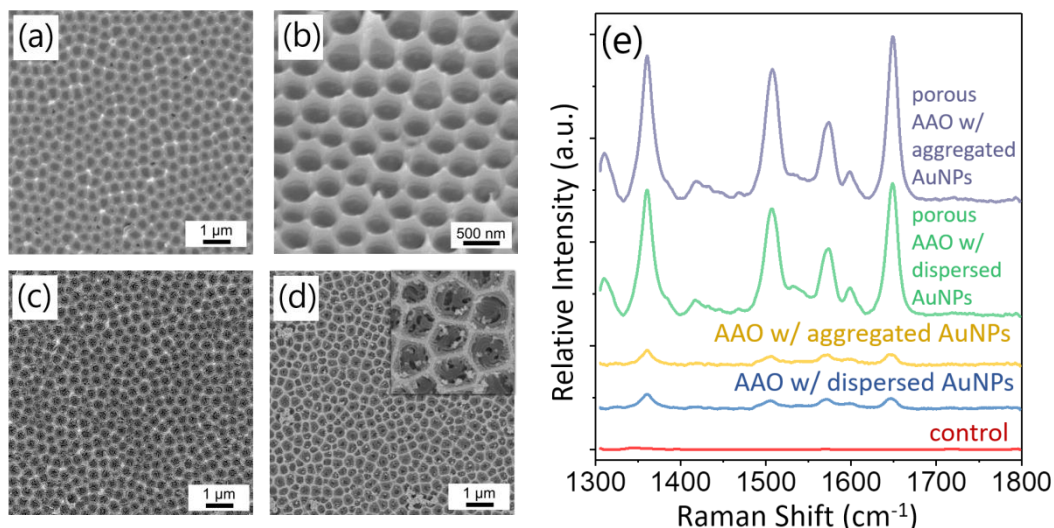 (a)
1 µm
(b)
500 nm
(c)
1 µm
(d)
1 µm
(e)
Relative Intensity (a.u.)
porous
AAO w/
aggregated
AuNPs
porous
AAO w/
dispersed
AuNPs
AAO w/ aggregated AuNPs
AAO w/ dispersed AuNPs
control
1300 1400 1500 1600 1700 1800
Raman Shift (cm⁻¹)